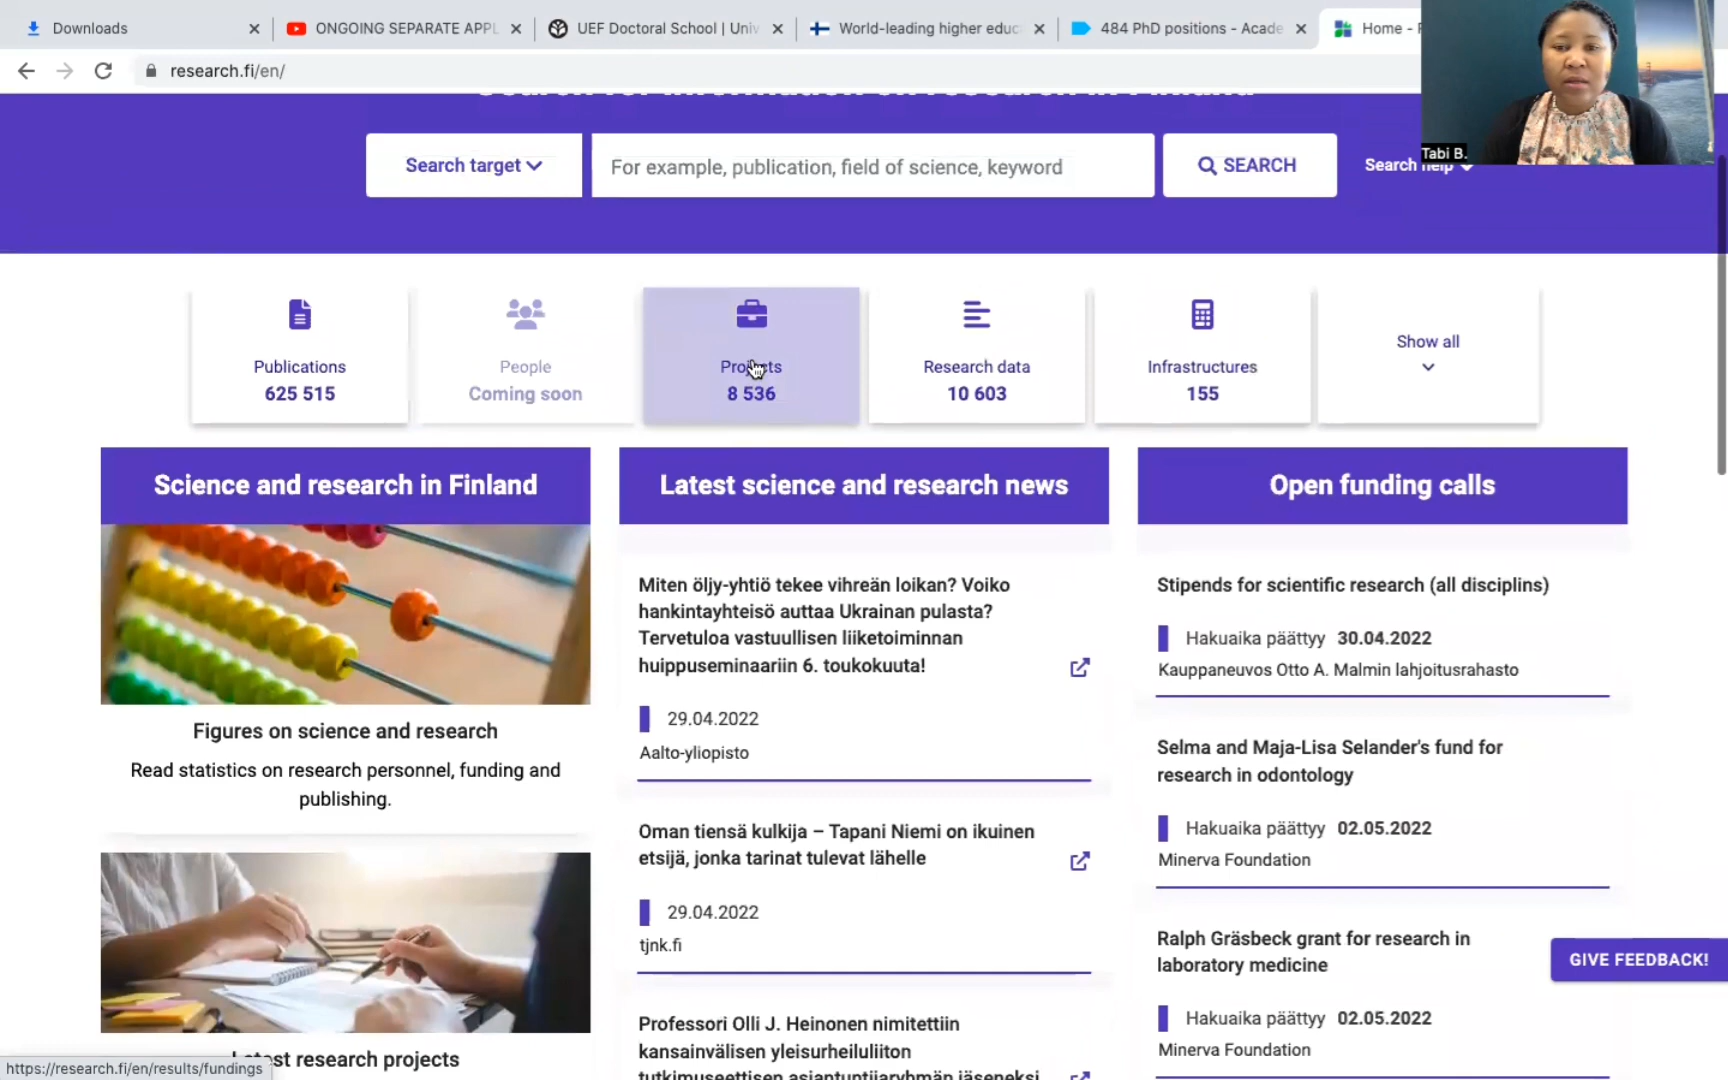 Downloads
ONGOING SEPARATE APPL
UEF Doctoral School | Univ
World-leading higher educ
484 PhD positions - Acade
Home -
research.fi/en/
Tabi B.
Search target
For example, publication, field of science, keyword
SEARCH
Search help
Publications
625 515
People
Coming soon
Projects
8 536
Research data
10 603
Infrastructures
155
Show all
Science and research in Finland
Figures on science and research
Read statistics on research personnel, funding and
publishing.
Latest research projects
Latest science and research news
Miten öljy-yhtiö tekee vihreän loikan? Voiko
hankintayhteisö auttaa Ukrainan pulasta?
Tervetuloa vastuullisen liiketoiminnan
huippuseminaariin 6. toukokuuta!
29.04.2022
Aalto-yliopisto
Oman tiensä kulkija – Tapani Niemi on ikuinen
etsijä, jonka tarinat tulevat lähelle
29.04.2022
tjnk.fi
Professori Olli J. Heinonen nimitettiin
kansainvälisen yleisurheiluliiton
tutkimuseettisen asiantuntijaryhmän jäseneksi
Open funding calls
Stipends for scientific research (all disciplins)
Hakuaika päättyy 30.04.2022
Kauppaneuvos Otto A. Malmin lahjoitusrahasto
Selma and Maja-Lisa Selander's fund for
research in odontology
Hakuaika päättyy 02.05.2022
Minerva Foundation
Ralph Gräsbeck grant for research in
laboratory medicine
Hakuaika päättyy 02.05.2022
Minerva Foundation
GIVE FEEDBACK!
https://research.fi/en/results/fundings